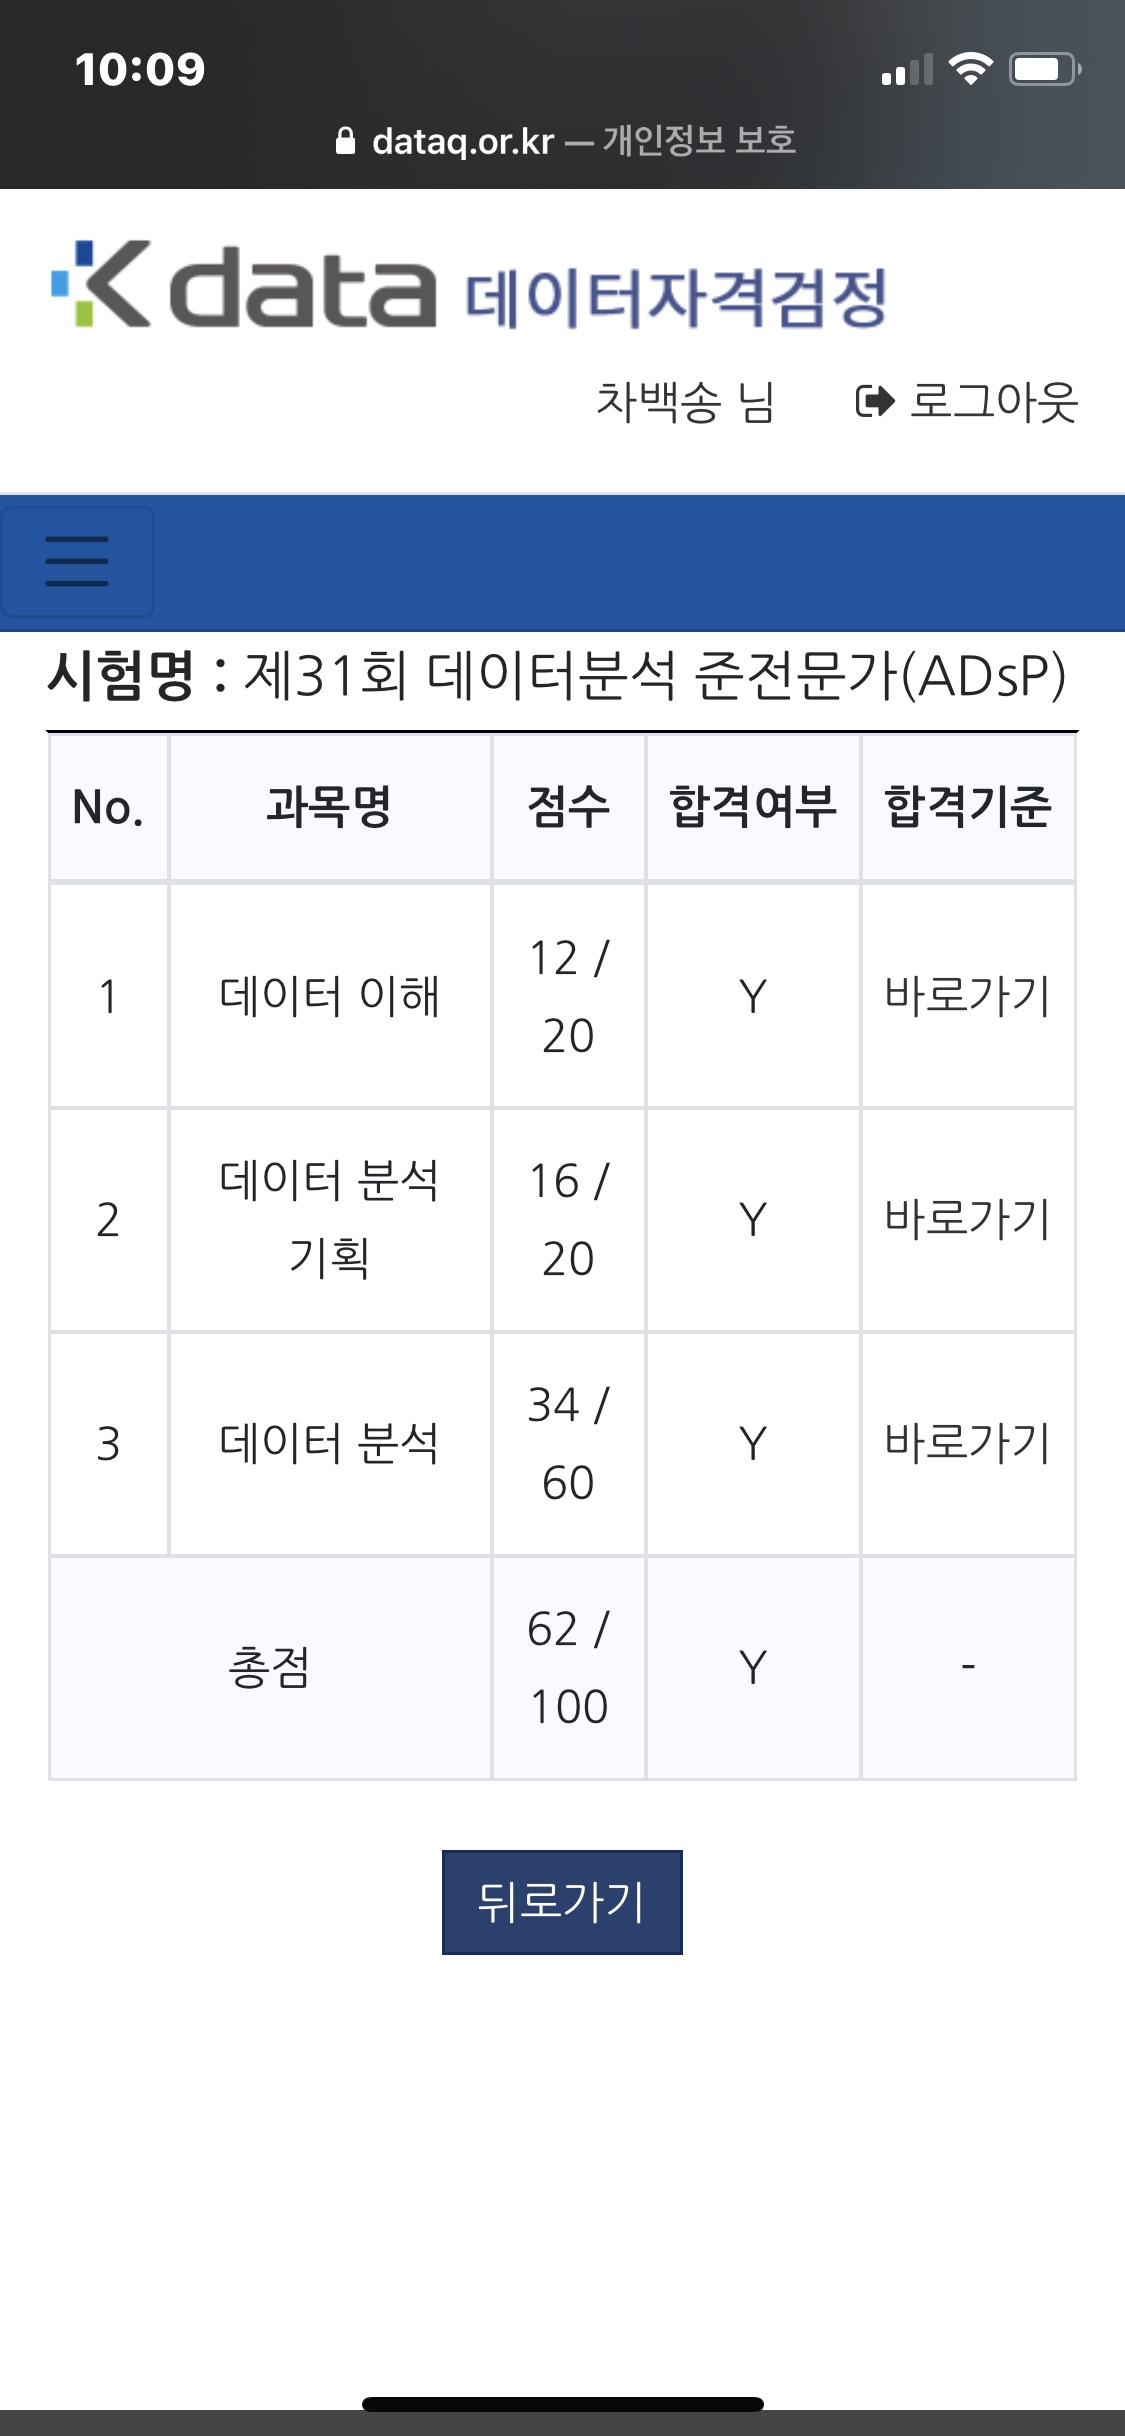 10:09
dataq.or.kr — 개인정보 보호
Kdata 데이터자격검정
차백송 님 로그아웃
시험명 : 제31회 데이터분석 준전문가(ADsP)
No. 과목명 점수 합격여부 합격기준
1 데이터 이해 12 / 20 Y 바로가기
2 데이터 분석 기획 16 / 20 Y 바로가기
3 데이터 분석 34 / 60 Y 바로가기
총점 62 / 100 Y -
뒤로가기